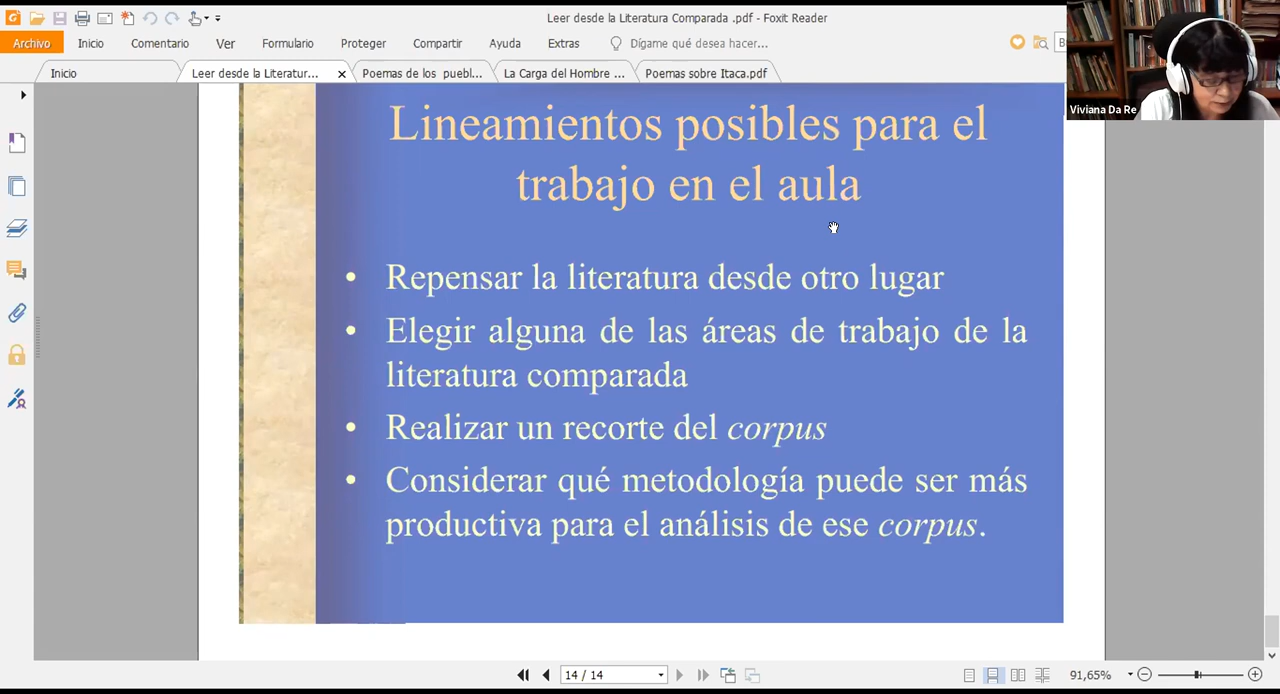 Leer desde la Literatura Comparada .pdf - Foxit Reader
Archivo Inicio Comentario Ver Formulario Proteger Compartir Ayuda Extras Dígame qué desea hacer...
Inicio Leer desde la Literatur... Poemas de los puebl... La Carga del Hombre ... Poemas sobre Itaca.pdf
Viviana Da Re
Lineamientos posibles para el
trabajo en el aula
• Repensar la literatura desde otro lugar
• Elegir alguna de las áreas de trabajo de la
literatura comparada
• Realizar un recorte del corpus
• Considerar qué metodología puede ser más
productiva para el análisis de ese corpus.
14 / 14 91,65%